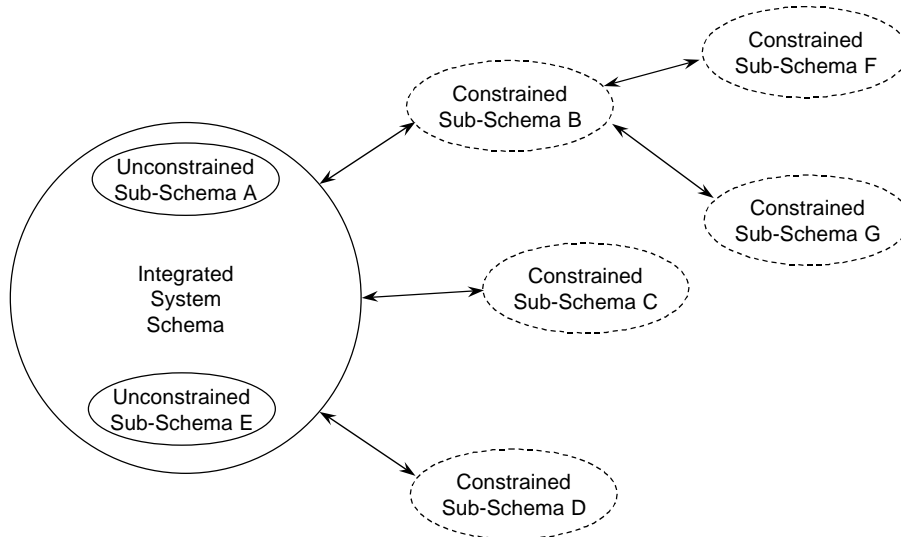 Constrained
Sub-Schema F
Constrained
Sub-Schema B
Unconstrained
Sub-Schema A
Constrained
Sub-Schema G
Integrated
System
Schema
Constrained
Sub-Schema C
Unconstrained
Sub-Schema E
Constrained
Sub-Schema D